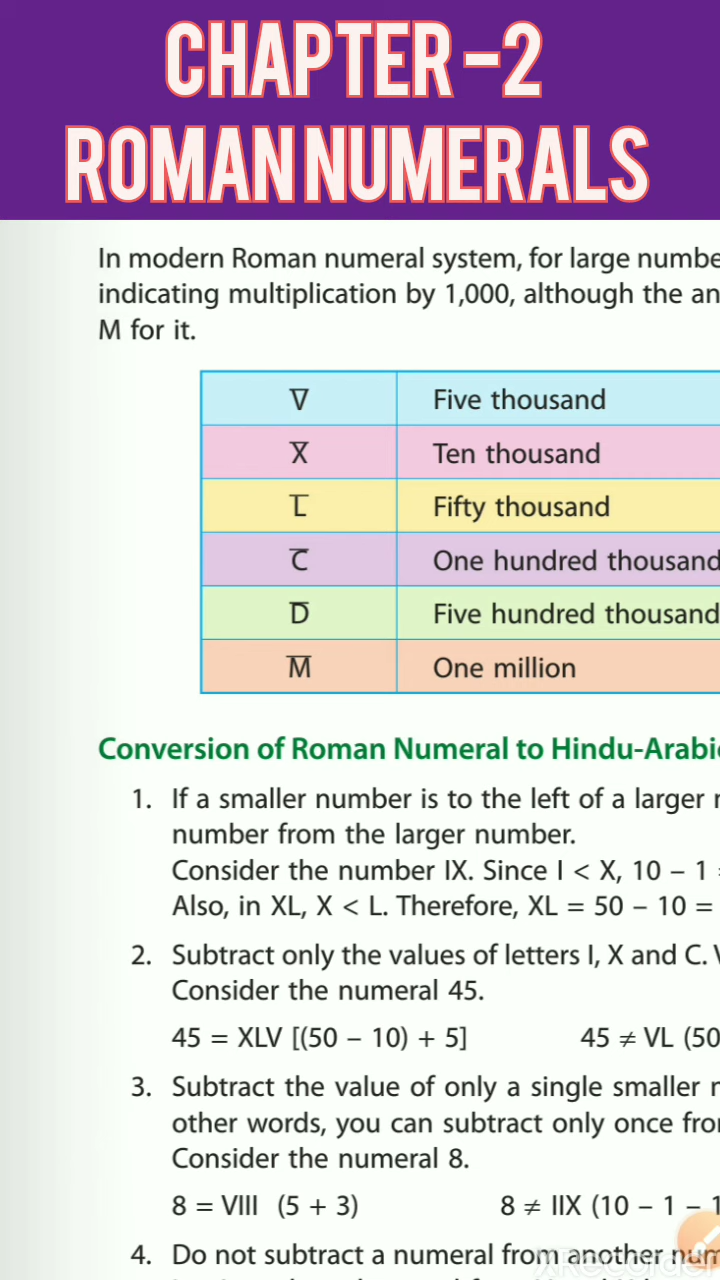 CHAPTER – 2
ROMAN NUMERALS
In modern Roman numeral system, for large numbe
indicating multiplication by 1,000, although the an
M for it.
V̅ Five thousand
X̅ Ten thousand
L̅ Fifty thousand
C̅ One hundred thousand
D̅ Five hundred thousand
M̅ One million
Conversion of Roman Numeral to Hindu-Arabi
1. If a smaller number is to the left of a larger
number from the larger number.
Consider the number IX. Since I < X, 10 – 1
Also, in XL, X < L. Therefore, XL = 50 – 10 =
2. Subtract only the values of letters I, X and C.
Consider the numeral 45.
45 = XLV [(50 – 10) + 5] 45 ≠ VL (50
3. Subtract the value of only a single smaller
other words, you can subtract only once fro
Consider the numeral 8.
8 = VIII (5 + 3) 8 ≠ IIX (10 – 1 – 1
4. Do not subtract a numeral from another num
XRecorder